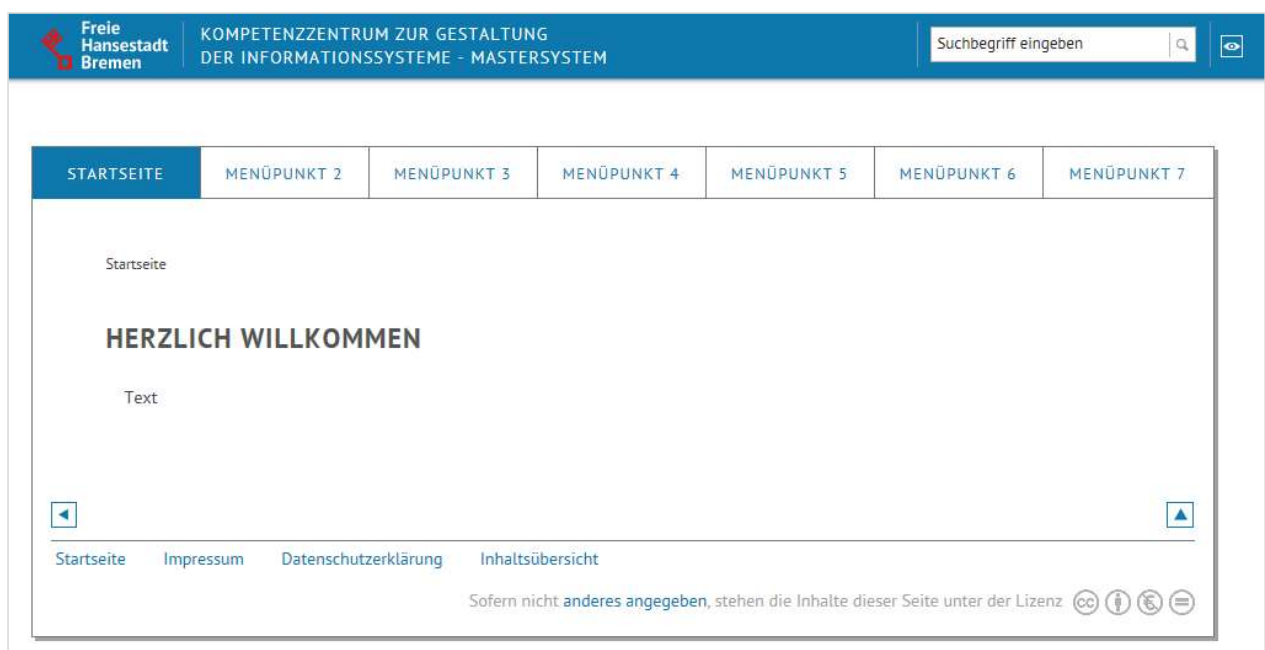 Freie
Hansestadt
Bremen
KOMPETENZZENTRUM ZUR GESTALTUNG
DER INFORMATIONSSYSTEME - MASTERSYSTEM
Suchbegriff eingeben
STARTSEITE MENÜPUNKT 2 MENÜPUNKT 3 MENÜPUNKT 4 MENÜPUNKT 5 MENÜPUNKT 6 MENÜPUNKT 7
Startseite
HERZLICH WILLKOMMEN
Text
Startseite Impressum Datenschutzerklärung Inhaltsübersicht
Sofern nicht anderes angegeben, stehen die Inhalte dieser Seite unter der Lizenz cc